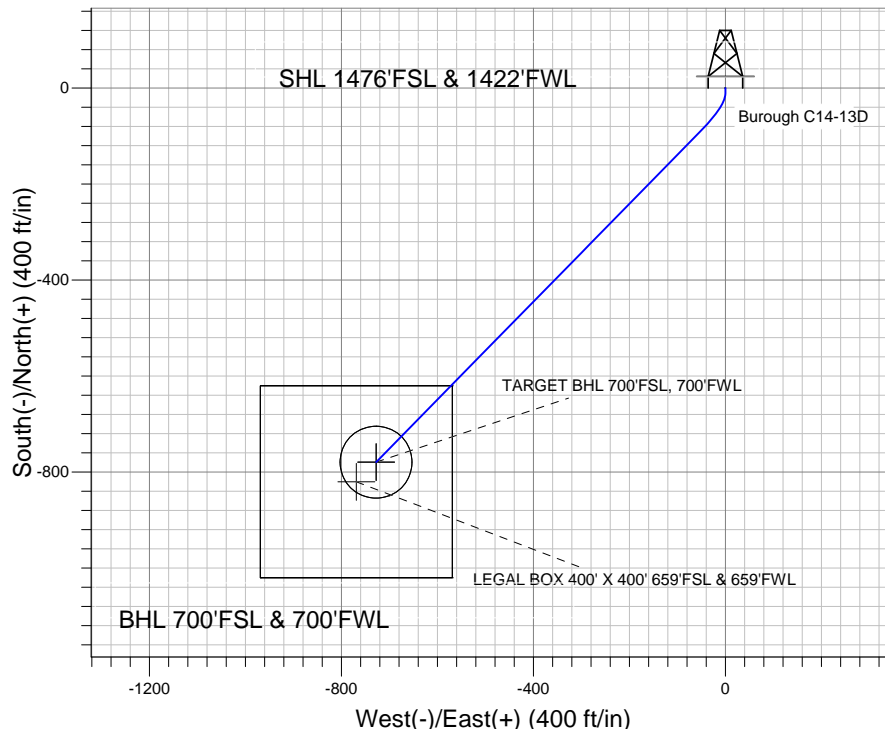 SHL 1476'FSL & 1422'FWL
Burough C14-13D
0
-400
-800
South(-)/North(+) (400 ft/in)
TARGET BHL 700'FSL, 700'FWL
LEGAL BOX 400' X 400' 659'FSL & 659'FWL
BHL 700'FSL & 700'FWL
-1200
-800
-400
0
West(-)/East(+) (400 ft/in)